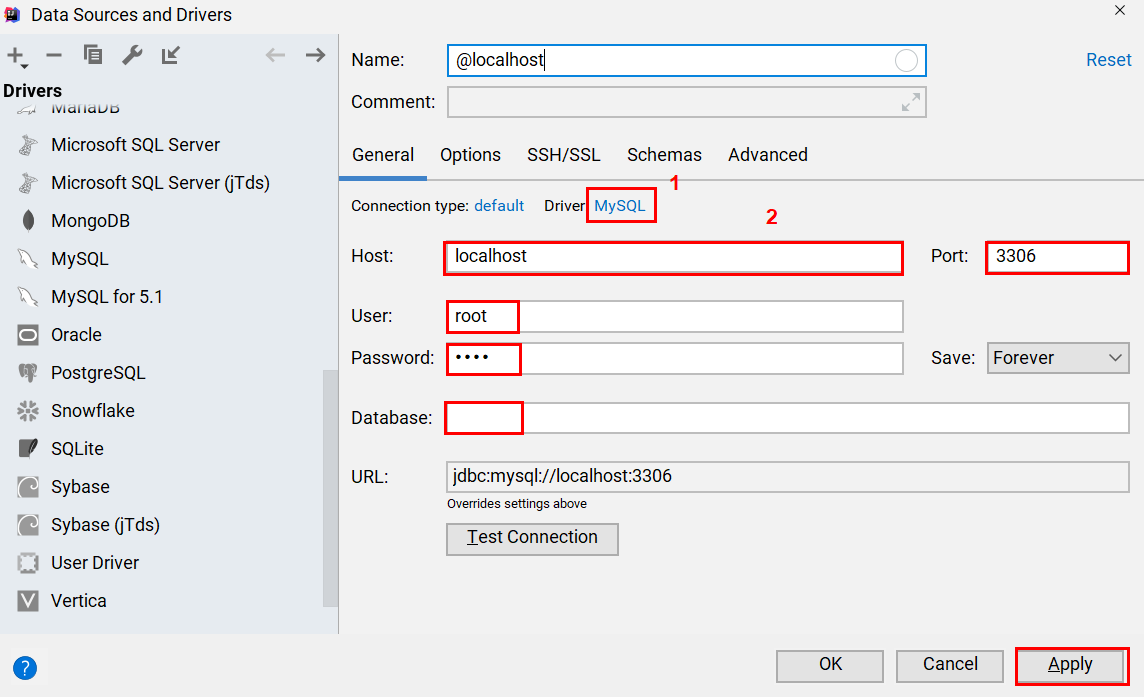 Data Sources and Drivers
Name: @localhost Reset
Comment:
Drivers
MariaDB
Microsoft SQL Server
Microsoft SQL Server (jTds)
MongoDB
MySQL
MySQL for 5.1
Oracle
PostgreSQL
Snowflake
SQLite
Sybase
Sybase (jTds)
User Driver
Vertica
General Options SSH/SSL Schemas Advanced
1
Connection type: default Driver MySQL
2
Host: localhost Port: 3306
User: root
Password: •••• Save: Forever
Database:
URL: jdbc:mysql://localhost:3306
Overrides settings above
Test Connection
? OK Cancel Apply